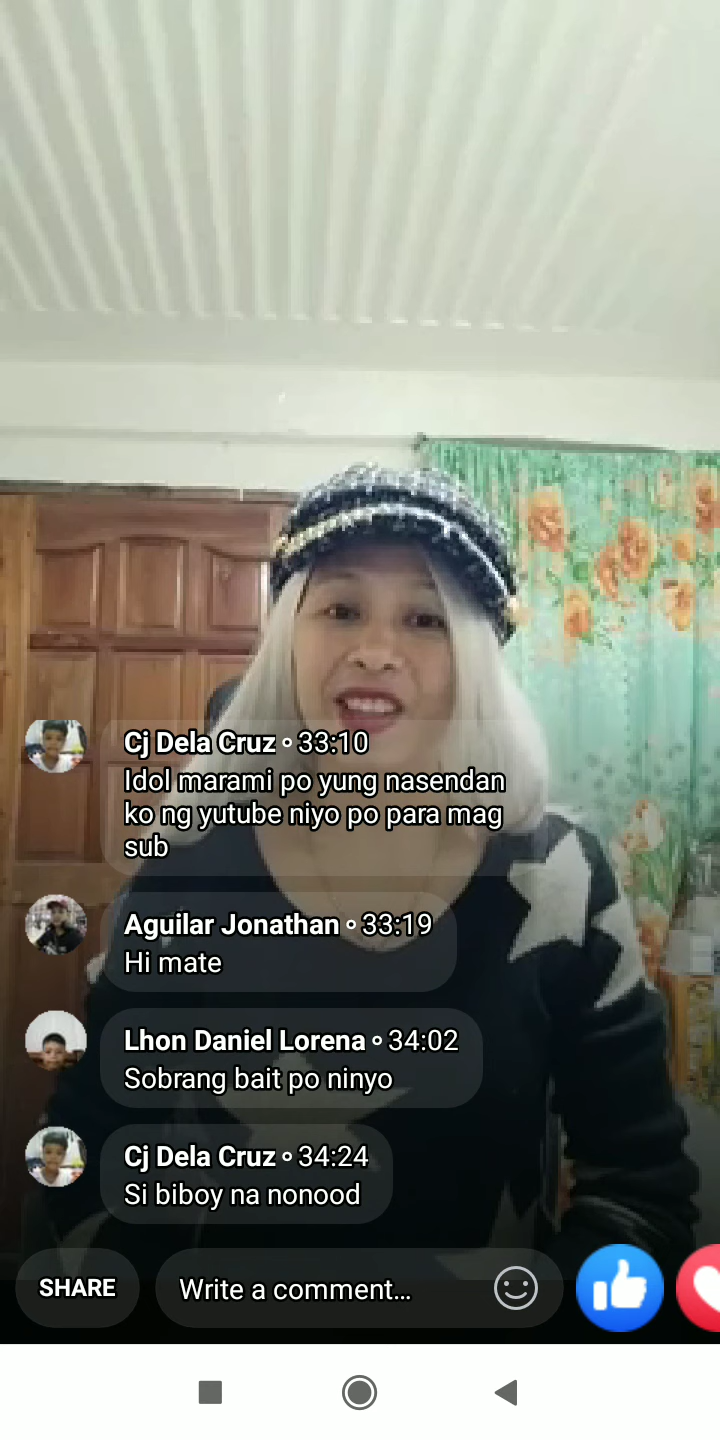 Cj Dela Cruz ∘ 33:10
Idol marami po yung nasendan
ko ng yutube niyo po para mag
sub
Aguilar Jonathan ∘ 33:19
Hi mate
Lhon Daniel Lorena ∘ 34:02
Sobrang bait po ninyo
Cj Dela Cruz ∘ 34:24
Si biboy na nonood
SHARE
Write a comment...